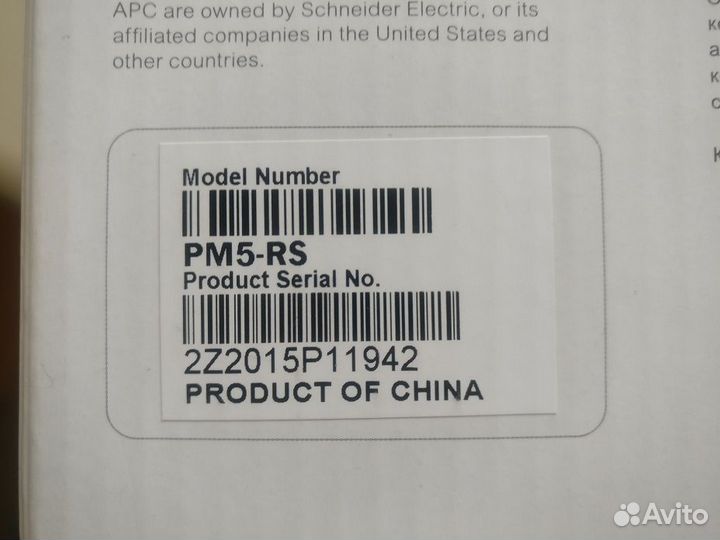 APC are owned by Schneider Electric, or its
affiliated companies in the United States and
other countries.
Model Number
PM5-RS
Product Serial No.
2Z2015P11942
PRODUCT OF CHINA
Avito